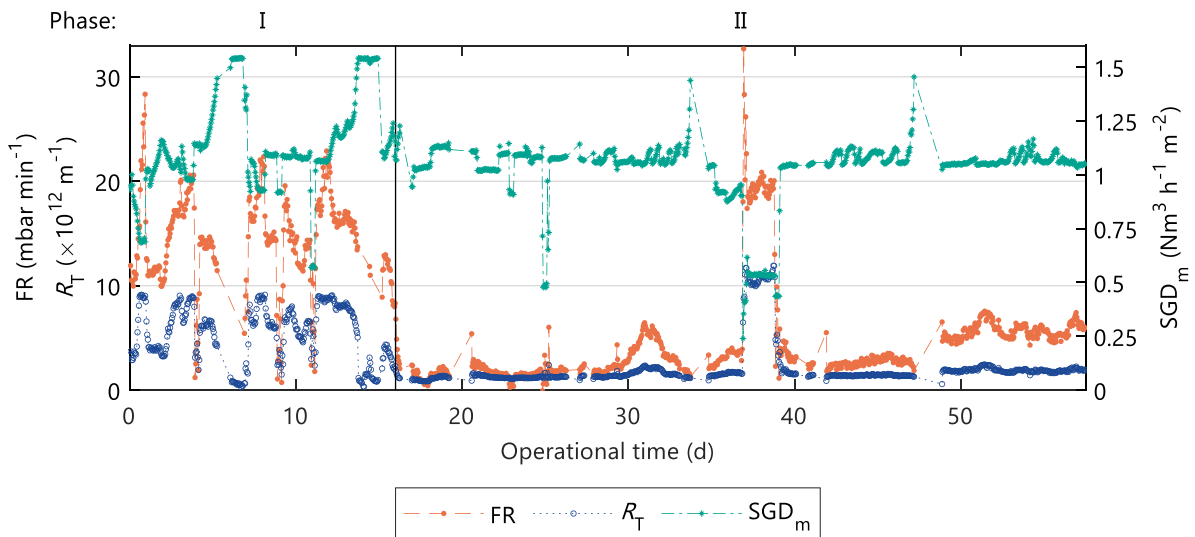 Phase: I II
FR (mbar min⁻¹)
R_T (×10¹² m⁻¹)
30
20
10
0
1.5
1.25
1
0.75
0.5
0.25
0
SGD_m (Nm³ h⁻¹ m⁻²)
0 10 20 30 40 50
Operational time (d)
FR R_T SGD_m